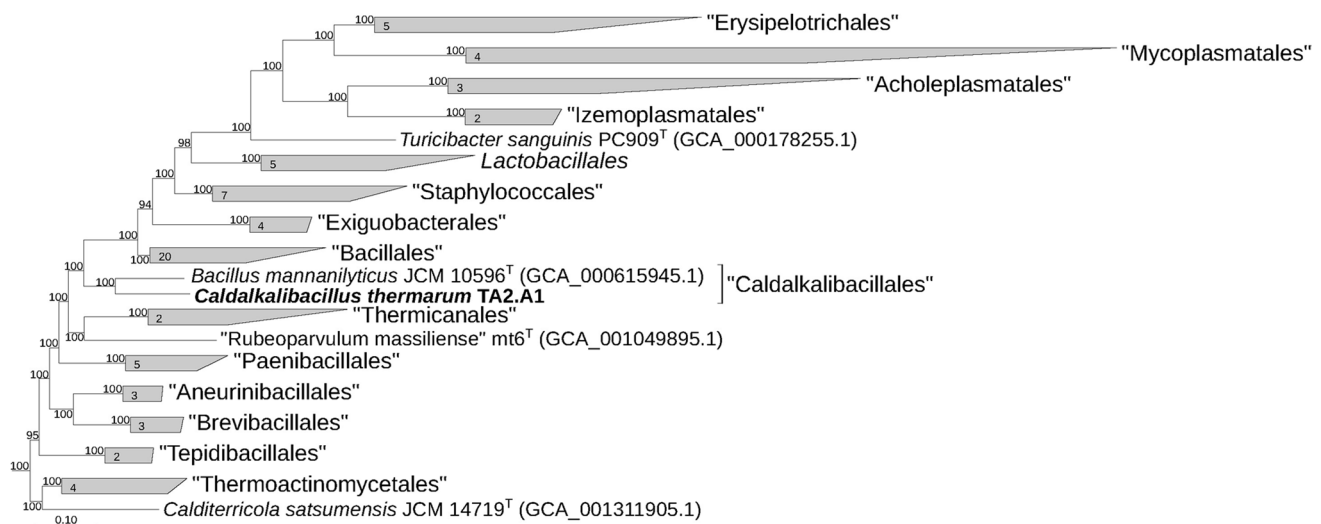 100 5 "Erysipelotrichales"
100
100 4 "Mycoplasmatales"
100
100 3 "Acholeplasmatales"
100
100 2 "Izemoplasmatales"
100
Turicibacter sanguinis PC909T (GCA_000178255.1)
98
100 5 Lactobacillales
100
100 7 "Staphylococcales"
94
100 4 "Exiguobacterales"
100
100 20 "Bacillales"
100
Bacillus mannanilyticus JCM 10596T (GCA_000615945.1)
100
"Caldalkalibacillales"
Caldalkalibacillus thermarum TA2.A1
100
100 2 "Thermicanales"
100
"Rubeoparvulum massiliense" mt6T (GCA_001049895.1)
100
100 5 "Paenibacillales"
100
100 3 "Aneurinibacillales"
100
100 3 "Brevibacillales"
95
100 2 "Tepidibacillales"
100
100 4 "Thermoactinomycetales"
100
Calditerricola satsumensis JCM 14719T (GCA_001311905.1)
0.10